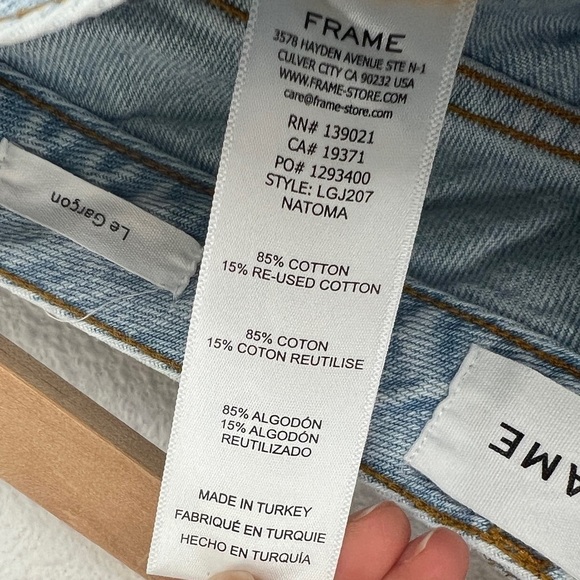 FRAME
3578 HAYDEN AVENUE STE N-1
CULVER CITY CA 90232 USA
WWW.FRAME-STORE.COM
care@frame-store.com
RN# 139021
CA# 19371
PO# 1293400
STYLE: LGJ207
NATOMA
85% COTTON
15% RE-USED COTTON
85% COTON
15% COTON REUTILISE
85% ALGODÓN
15% ALGODÓN
REUTILIZADO
MADE IN TURKEY
FABRIQUÉ EN TURQUIE
HECHO EN TURQUÍA
Le Garçon
AME